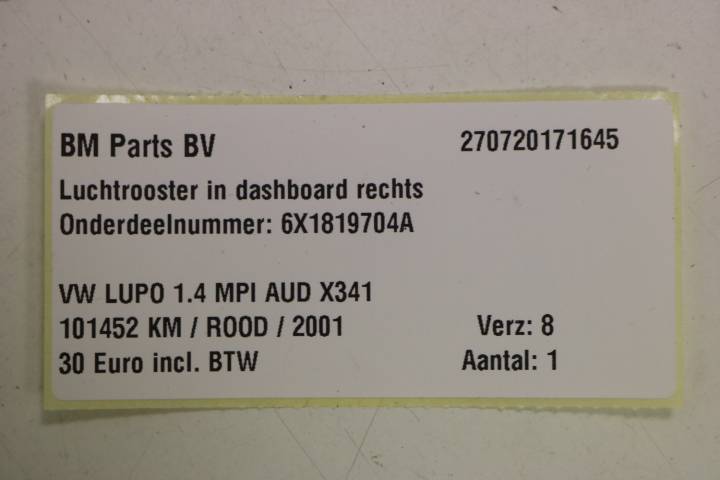 BM Parts BV 270720171645
Luchtrooster in dashboard rechts
Onderdeelnummer: 6X1819704A
VW LUPO 1.4 MPI AUD X341
101452 KM / ROOD / 2001 Verz: 8
30 Euro incl. BTW Aantal: 1